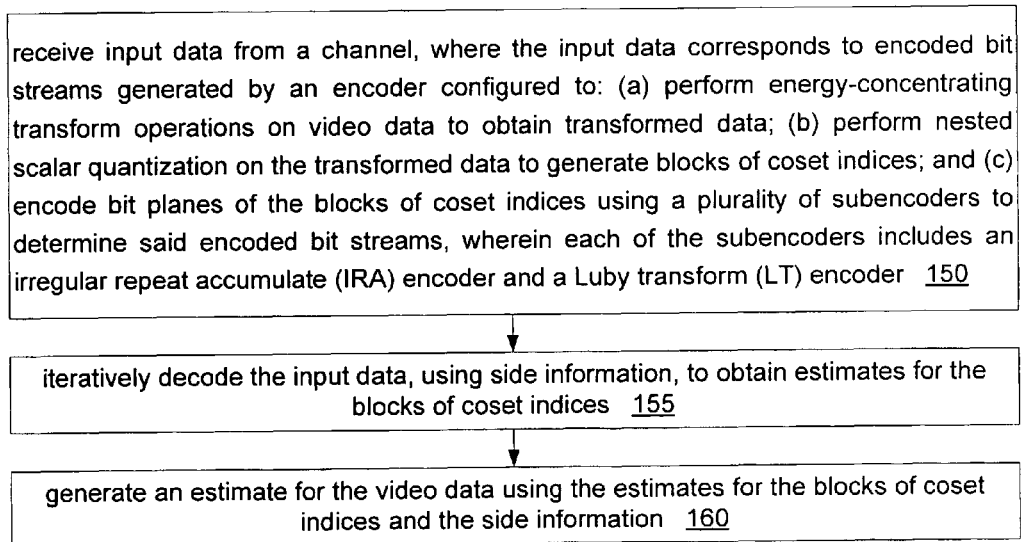 receive input data from a channel, where the input data corresponds to encoded bit
streams generated by an encoder configured to: (a) perform energy-concentrating
transform operations on video data to obtain transformed data; (b) perform nested
scalar quantization on the transformed data to generate blocks of coset indices; and (c)
encode bit planes of the blocks of coset indices using a plurality of subencoders to
determine said encoded bit streams, wherein each of the subencoders includes an
irregular repeat accumulate (IRA) encoder and a Luby transform (LT) encoder 150
iteratively decode the input data, using side information, to obtain estimates for the
blocks of coset indices 155
generate an estimate for the video data using the estimates for the blocks of coset
indices and the side information 160